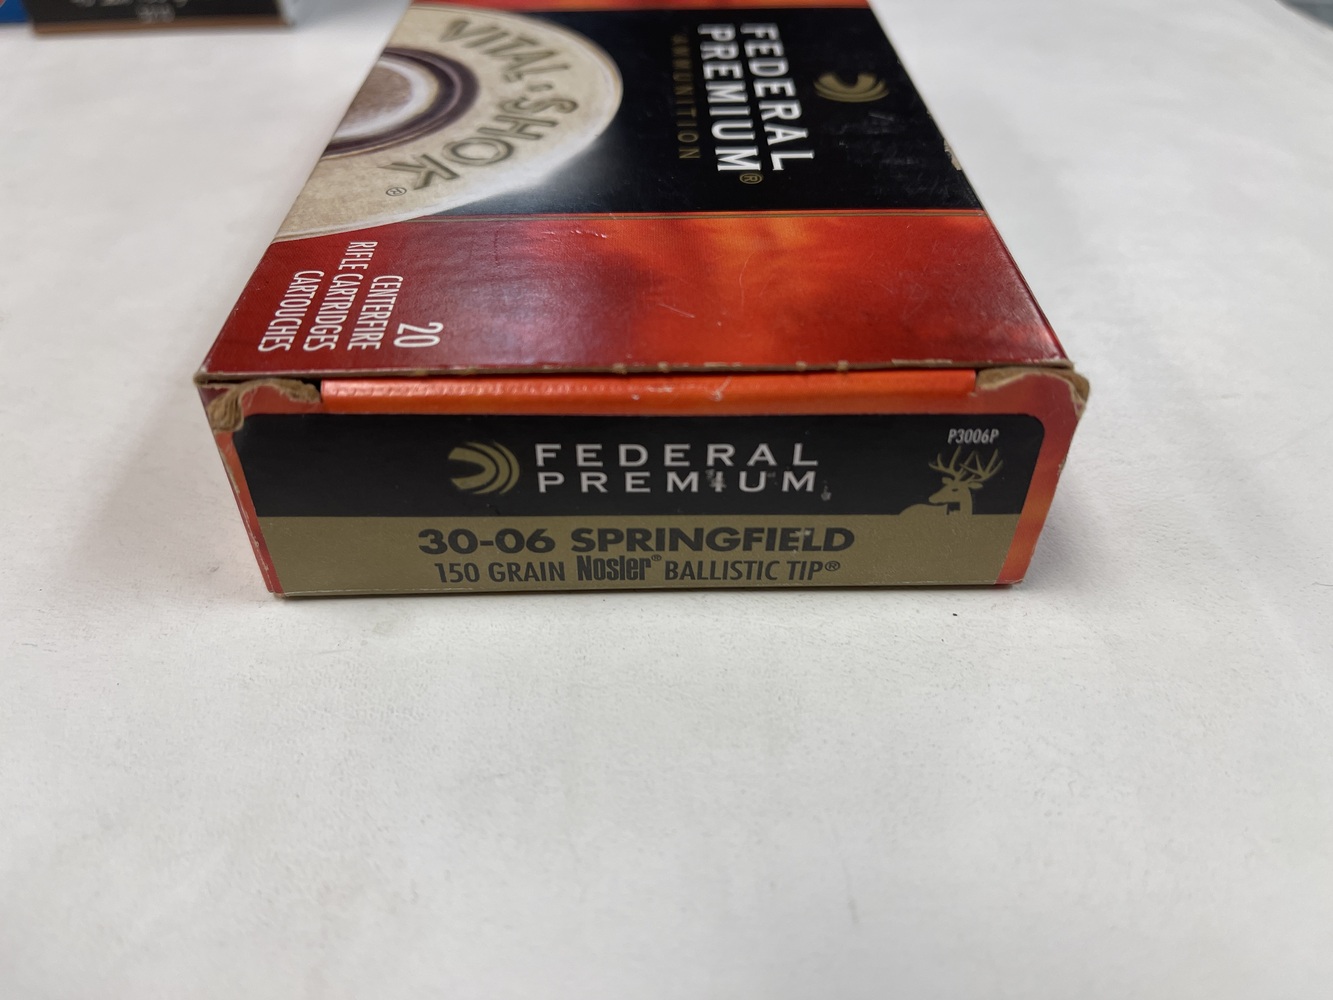 VITAL·SHOK®
FEDERAL
PREMIUM®
AMMUNITION
20
CENTERFIRE
RIFLE CARTRIDGES
CARTOUCHES
P3006P
FEDERAL
PREMIUM
30-06 SPRINGFIELD
150 GRAIN Nosler® BALLISTIC TIP®